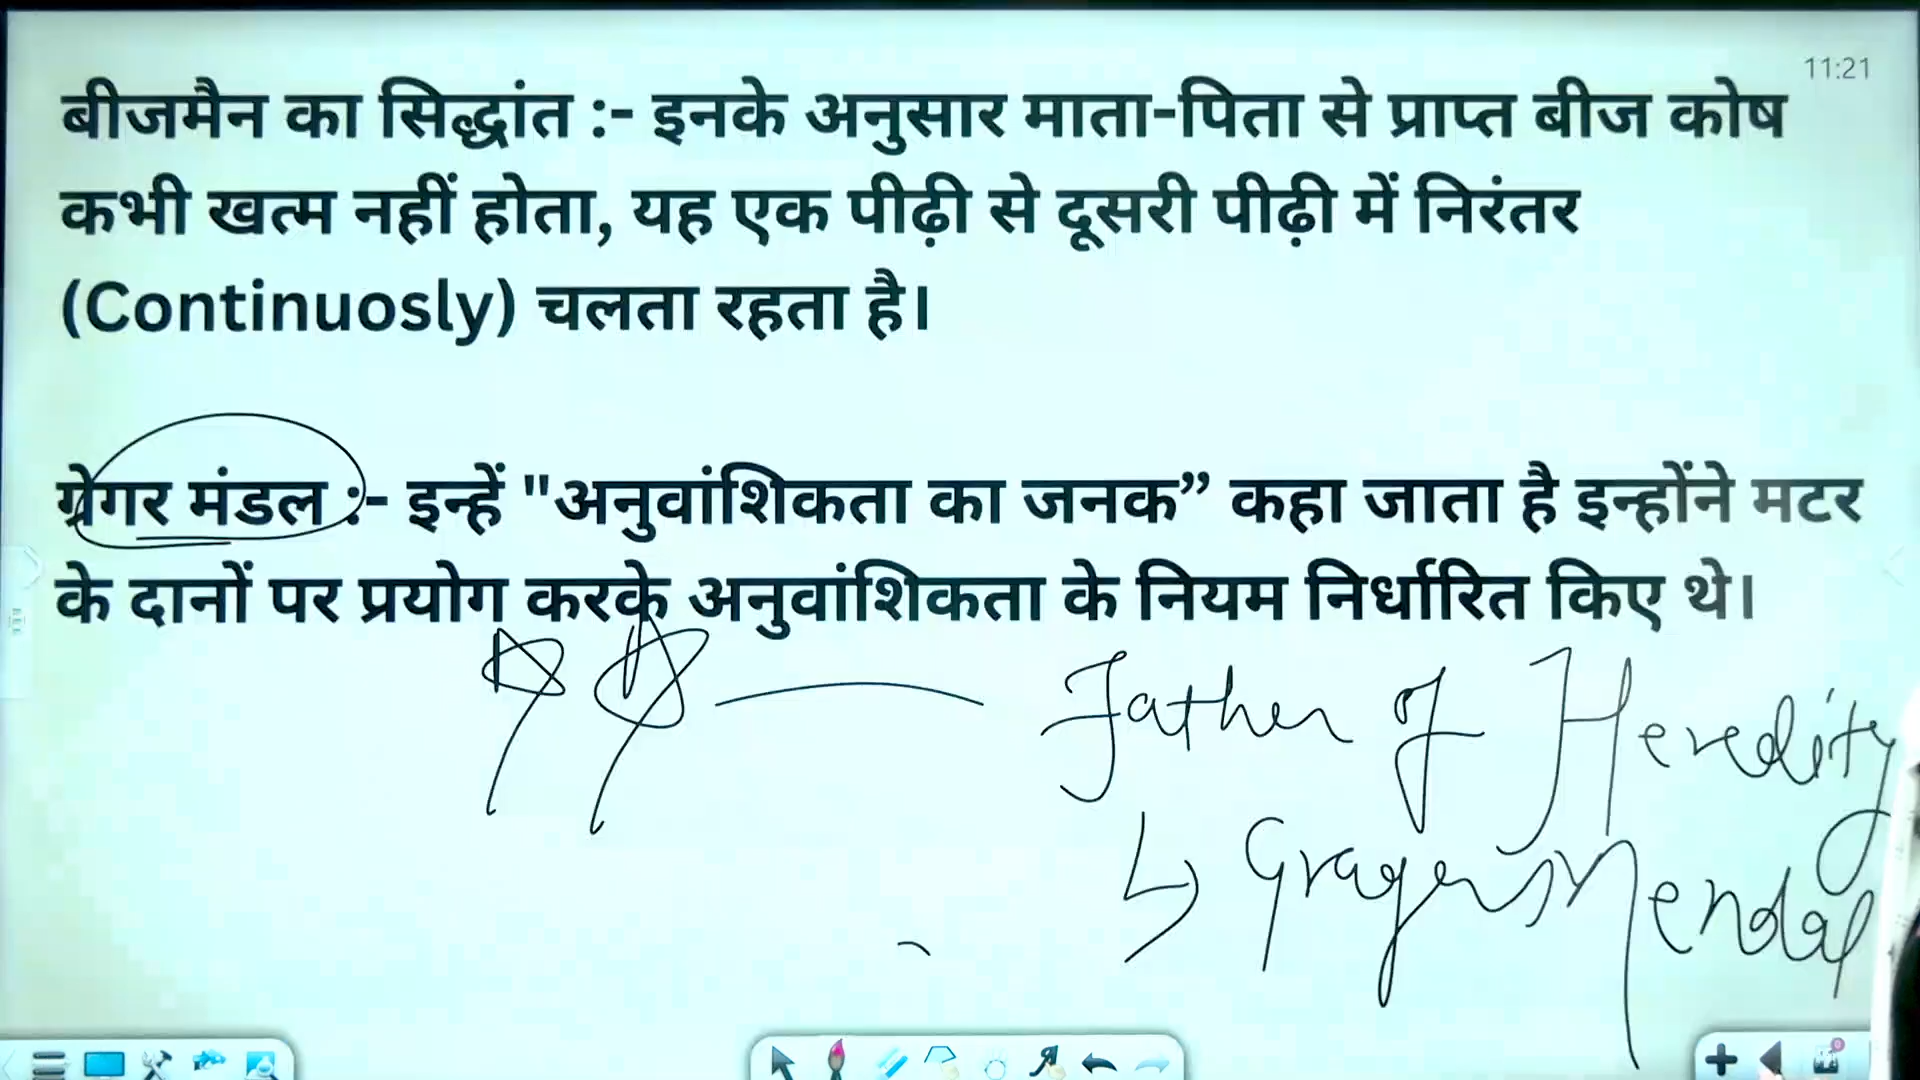 11:21
बीजमैन का सिद्धांत :- इनके अनुसार माता-पिता से प्राप्त बीज कोष
कभी खत्म नहीं होता, यह एक पीढ़ी से दूसरी पीढ़ी में निरंतर
(Continuosly) चलता रहता है।
ग्रेगर मंडल :- इन्हें "अनुवांशिकता का जनक” कहा जाता है इन्होंने मटर
के दानों पर प्रयोग करके अनुवांशिकता के नियम निर्धारित किए थे।
Father of Heredity
Grager Mendal